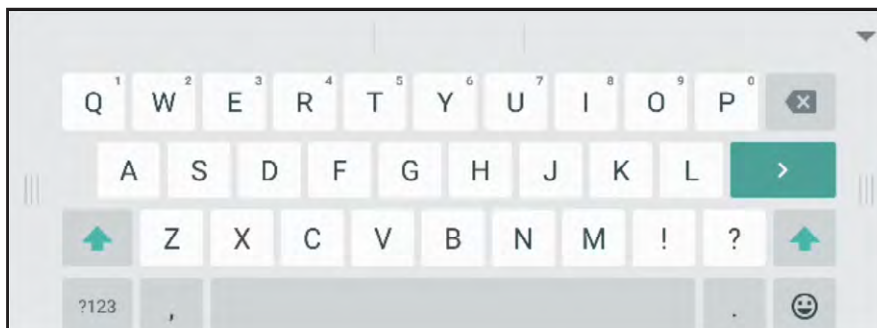 Q 1 W 2 E 3 R 4 T 5 Y 6 U 7 I 8 O 9 P 0
A S D F G H J K L >
Z X C V B N M ! ?
?123 , .